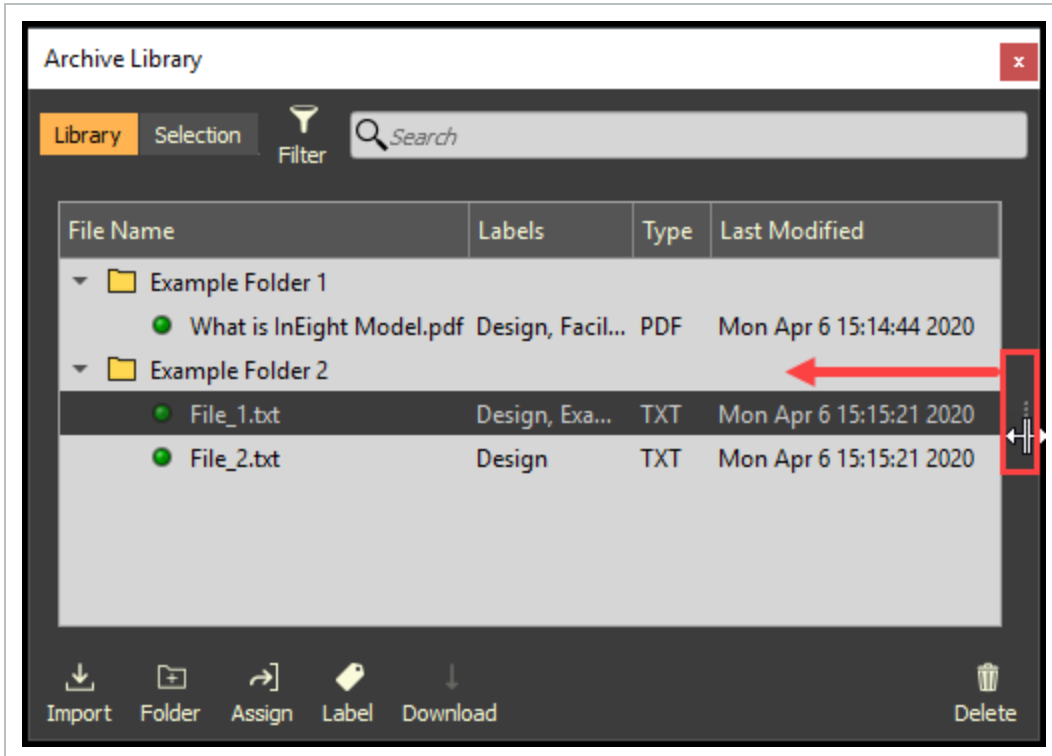 Archive Library
x
Library Selection Filter Search
File Name Labels Type Last Modified
Example Folder 1
What is InEight Model.pdf Design, Facil... PDF Mon Apr 6 15:14:44 2020
Example Folder 2
File_1.txt Design, Exa... TXT Mon Apr 6 15:15:21 2020
File_2.txt Design TXT Mon Apr 6 15:15:21 2020
Import Folder Assign Label Download Delete